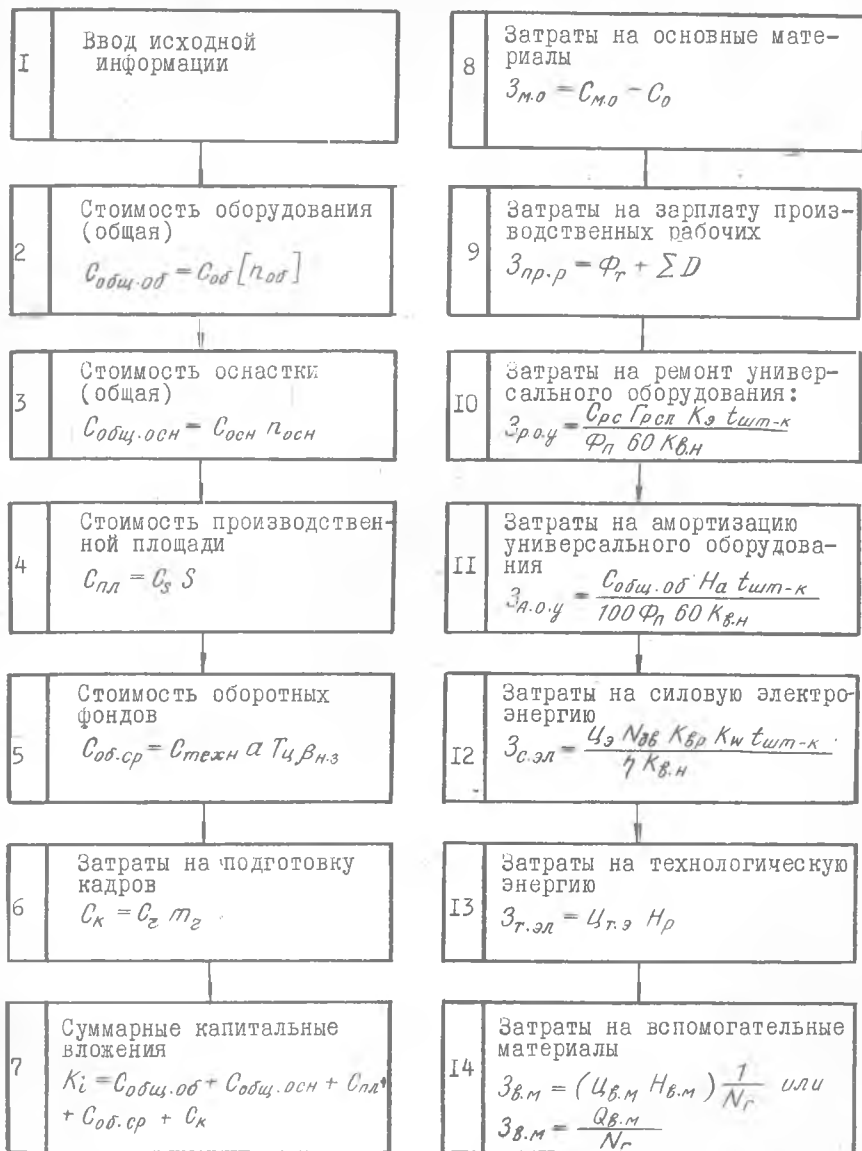 I
Ввод исходной
информации
2
Стоимость оборудования
(общая)
Cобщ.об = Cоб [nоб]
3
Стоимость оснастки
(общая)
Cобщ.осн = Cосн nосн
4
Стоимость производствен-
ной площади
Cпл = Cs S
5
Стоимость оборотных
фондов
Cоб.ср = Cтехн a Tц βн.з
6
Затраты на подготовку
кадров
Cк = Cг mг
7
Суммарные капитальные
вложения
Ki = Cобщ.об + Cобщ.осн + Cпл +
+ Cоб.ср + Cк
8
Затраты на основные мате-
риалы
Зм.о = Cм.о - Cо
9
Затраты на зарплату произ-
водственных рабочих
Зпр.р = Фт + ΣD
IO
Затраты на ремонт универ-
сального оборудования:
Зр.о.у = Cрс Грсп Kэ tшт-к / Фп 60 Kв.н
II
Затраты на амортизацию
универсального оборудова-
ния
ЗА.о.у = Cобщ.об На tшт-к / 100 Фп 60 Kв.н
I2
Затраты на силовую электро-
энергию
Зс.эл = Цэ Nдв Kвр Kw tшт-к / η Kв.н
I3
Затраты на технологическую
энергию
Зт.эл = Цт.э Нр
I4
Затраты на вспомогательные
материалы
Зв.м = (Цв.м Нв.м) 1/Nг или
Зв.м = Qв.м / Nг